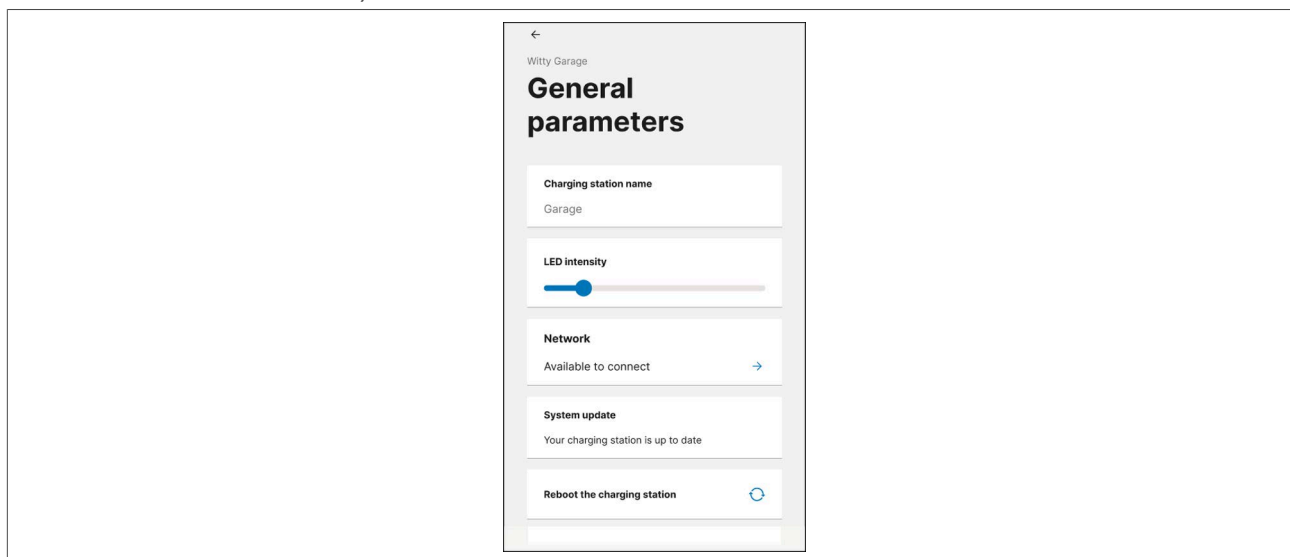 Witty Garage
General
parameters
Charging station name
Garage
LED intensity
Network
Available to connect
System update
Your charging station is up to date
Reboot the charging station